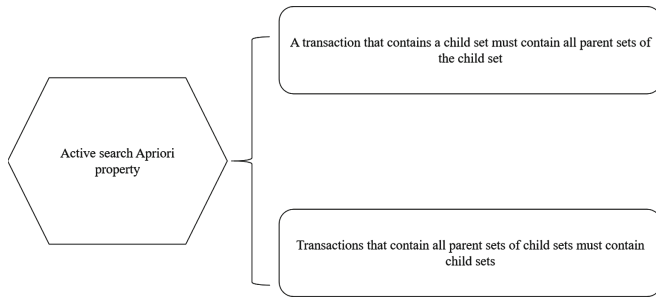 A transaction that contains a child set must contain all parent sets of
the child set
Active search Apriori
property
Transactions that contain all parent sets of child sets must contain
child sets